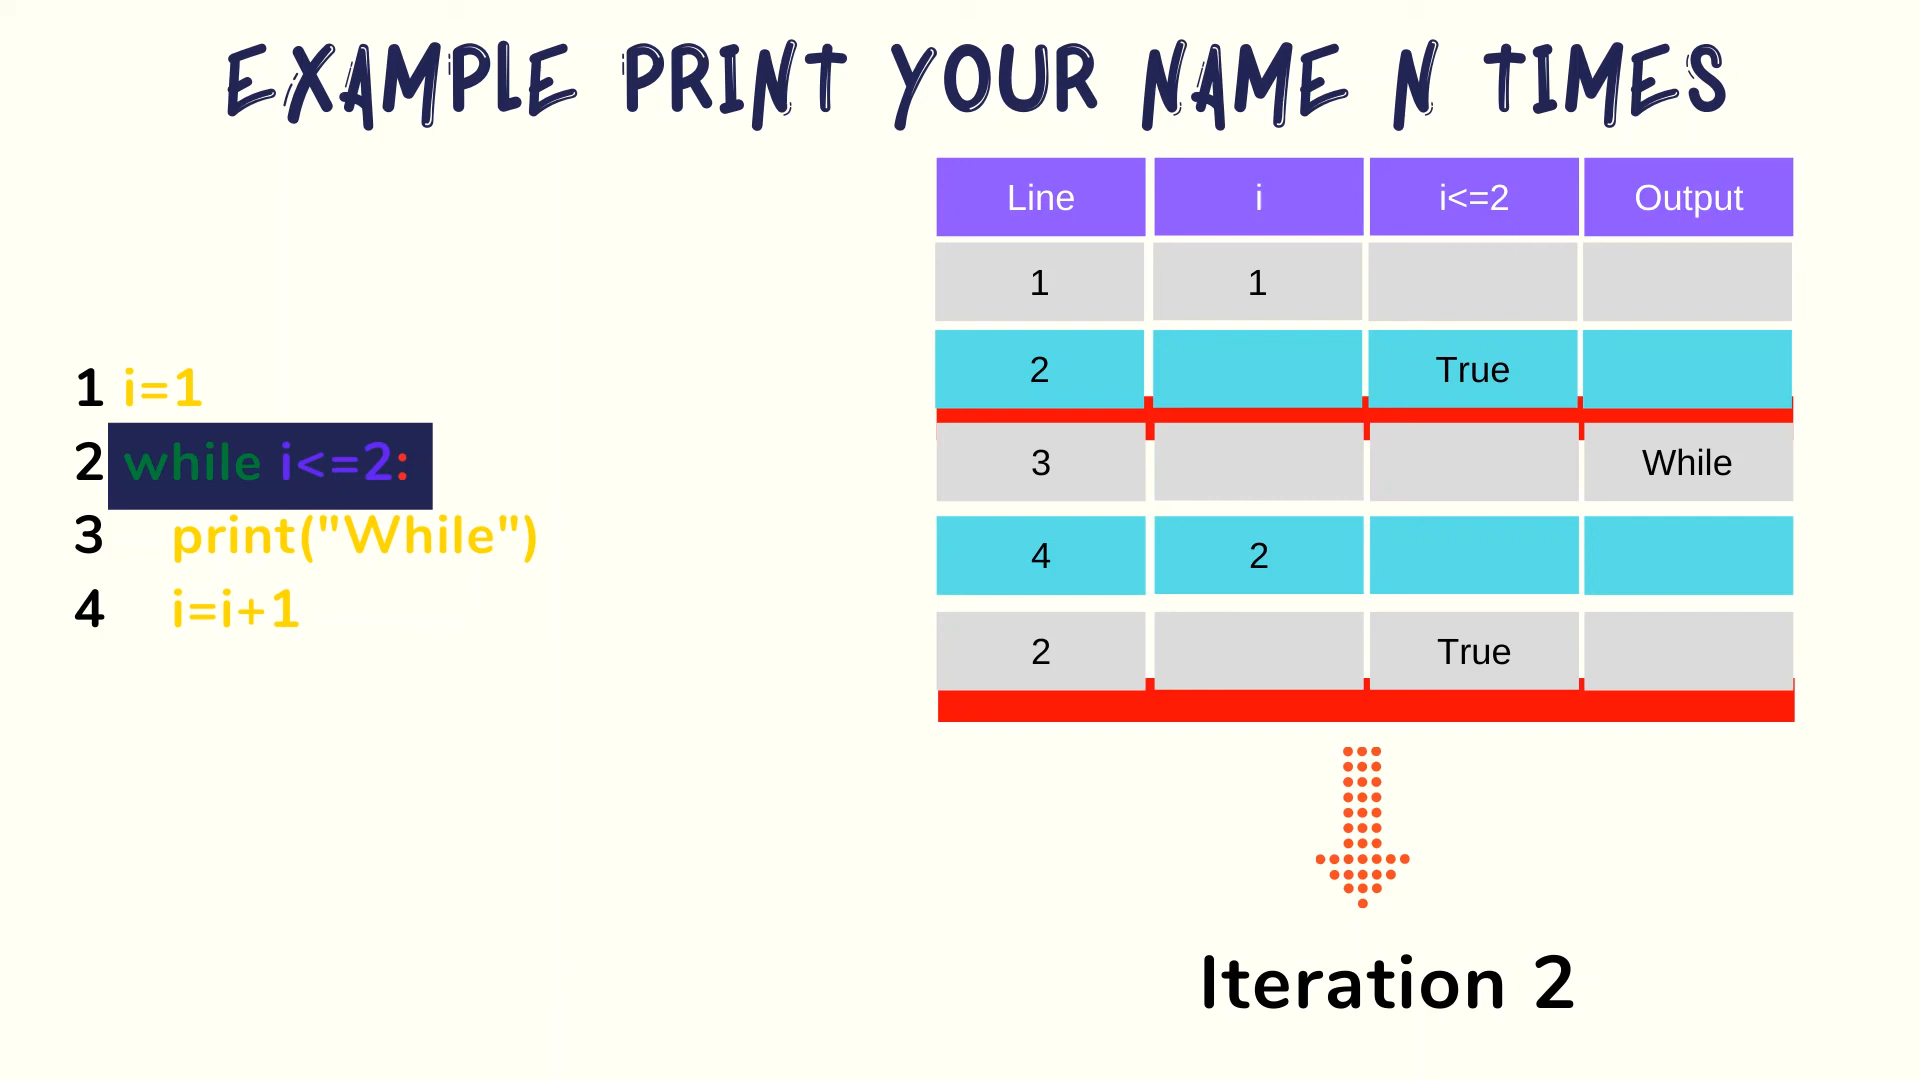 EXAMPLE PRINT YOUR NAME N TIMES
1 i=1
2 while i<=2:
3 print("While")
4 i=i+1
Line i i<=2 Output
1 1
2 True
3 While
4 2
2 True
Iteration 2